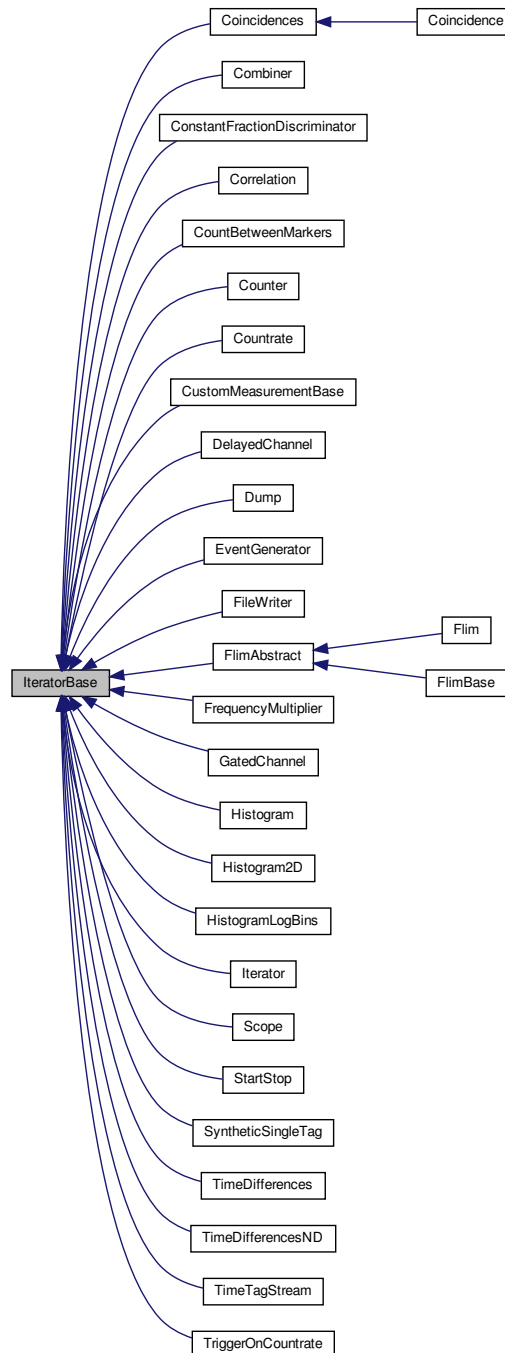 Coincidences
Coincidence
Combiner
ConstantFractionDiscriminator
Correlation
CountBetweenMarkers
Counter
Countrate
CustomMeasurementBase
DelayedChannel
Dump
EventGenerator
FileWriter
Flim
FlimAbstract
FlimBase
IteratorBase
FrequencyMultiplier
GatedChannel
Histogram
Histogram2D
HistogramLogBins
Iterator
Scope
StartStop
SyntheticSingleTag
TimeDifferences
TimeDifferencesND
TimeTagStream
TriggerOnCountrate